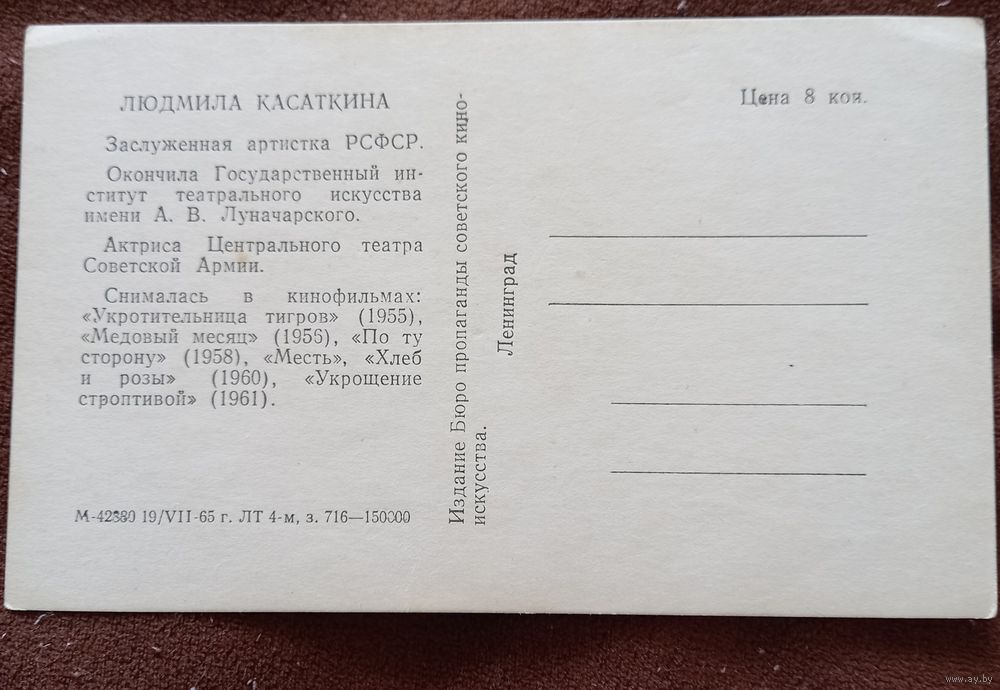 ЛЮДМИЛА КАСАТКИНА
Заслуженная артистка РСФСР.
Окончила Государственный ин-
ститут театрального искусства
имени А. В. Луначарского.
Актриса Центрального театра
Советской Армии.
Снималась в кинофильмах:
«Укротительница тигров» (1955),
«Медовый месяц» (1956), «По ту
сторону» (1958), «Месть», «Хлеб
и розы» (1960), «Укрощение
строптивой» (1961).
М-42880 19/VII-65 г. ЛТ 4-м, з. 716—150000
Издание Бюро пропаганды советского кино-
искусства.
Ленинград
Цена 8 коп.
www.ay.by